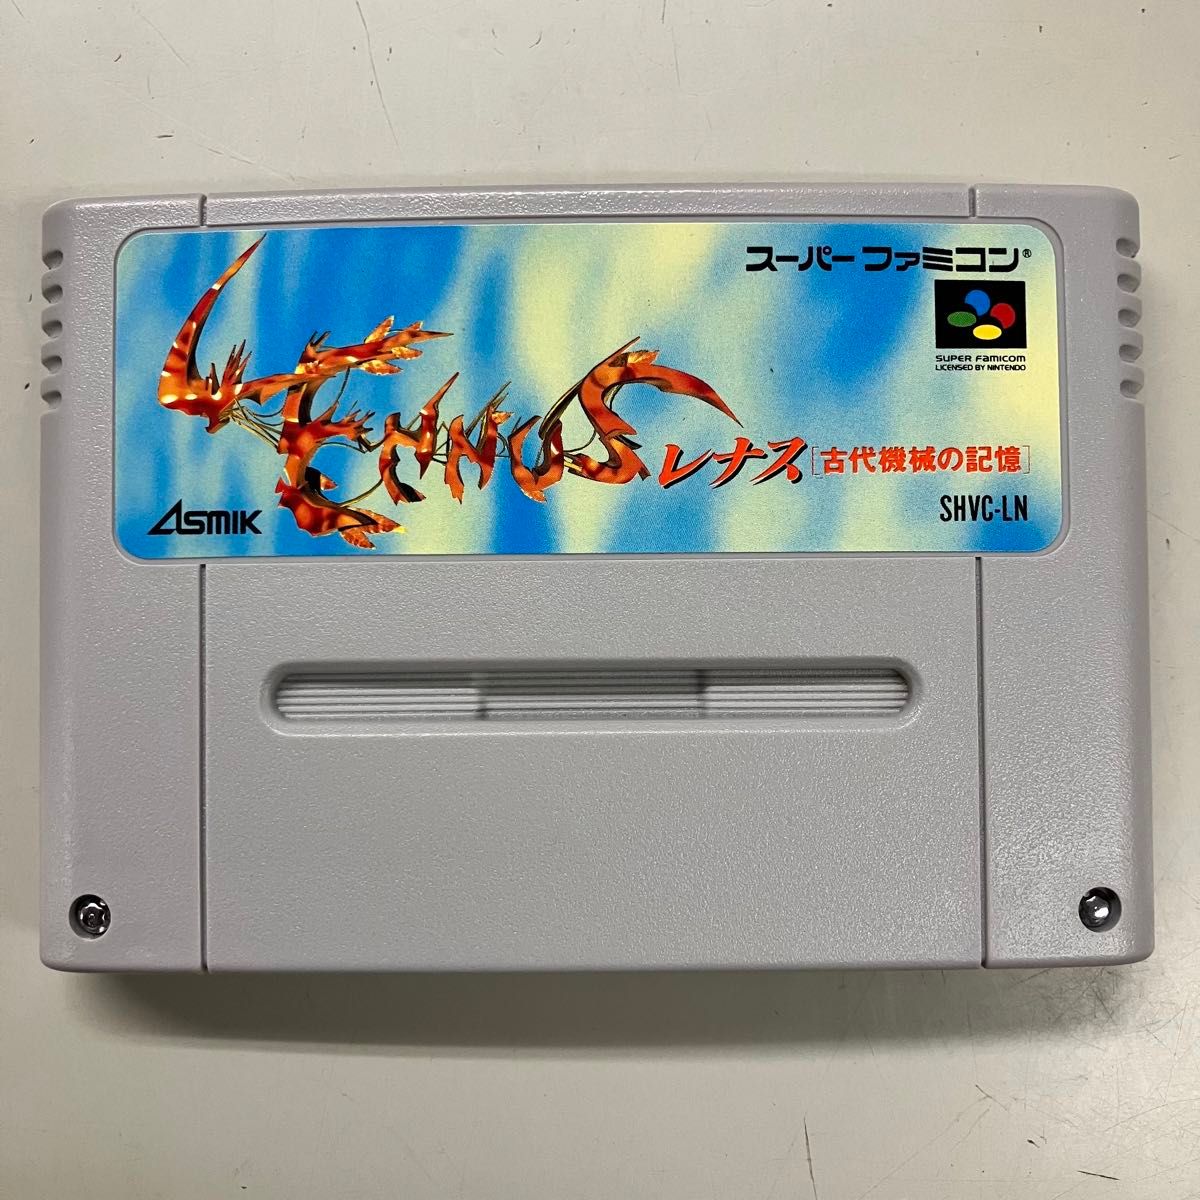 スーパーファミコン®
SUPER FAMICOM
LICENSED BY NINTENDO
LENNUS
レナス[古代機械の記憶]
ASMIK
SHVC-LN